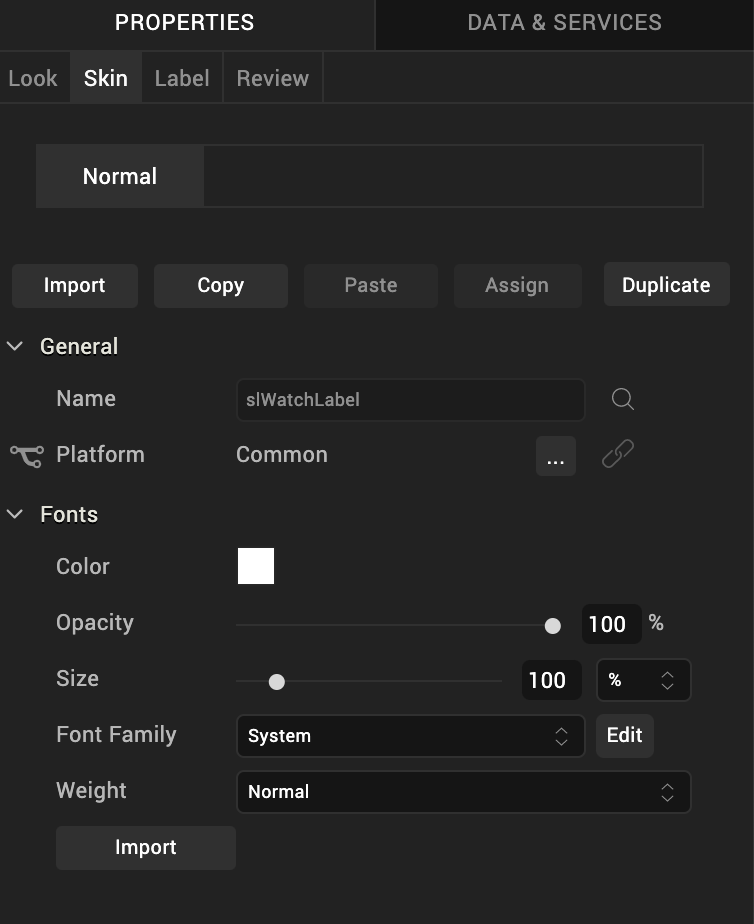 PROPERTIES DATA & SERVICES
Look Skin Label Review
Normal
Import Copy Paste Assign Duplicate
General
Name slWatchLabel
Platform Common ...
Fonts
Color
Opacity 100 %
Size 100 %
Font Family System Edit
Weight Normal
Import